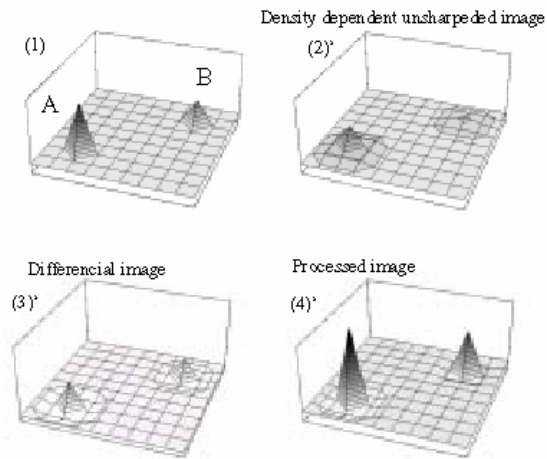 Density dependent unsharpeded image
(1)
(2)'
A
B
Differencial image
Processed image
(3)'
(4)'